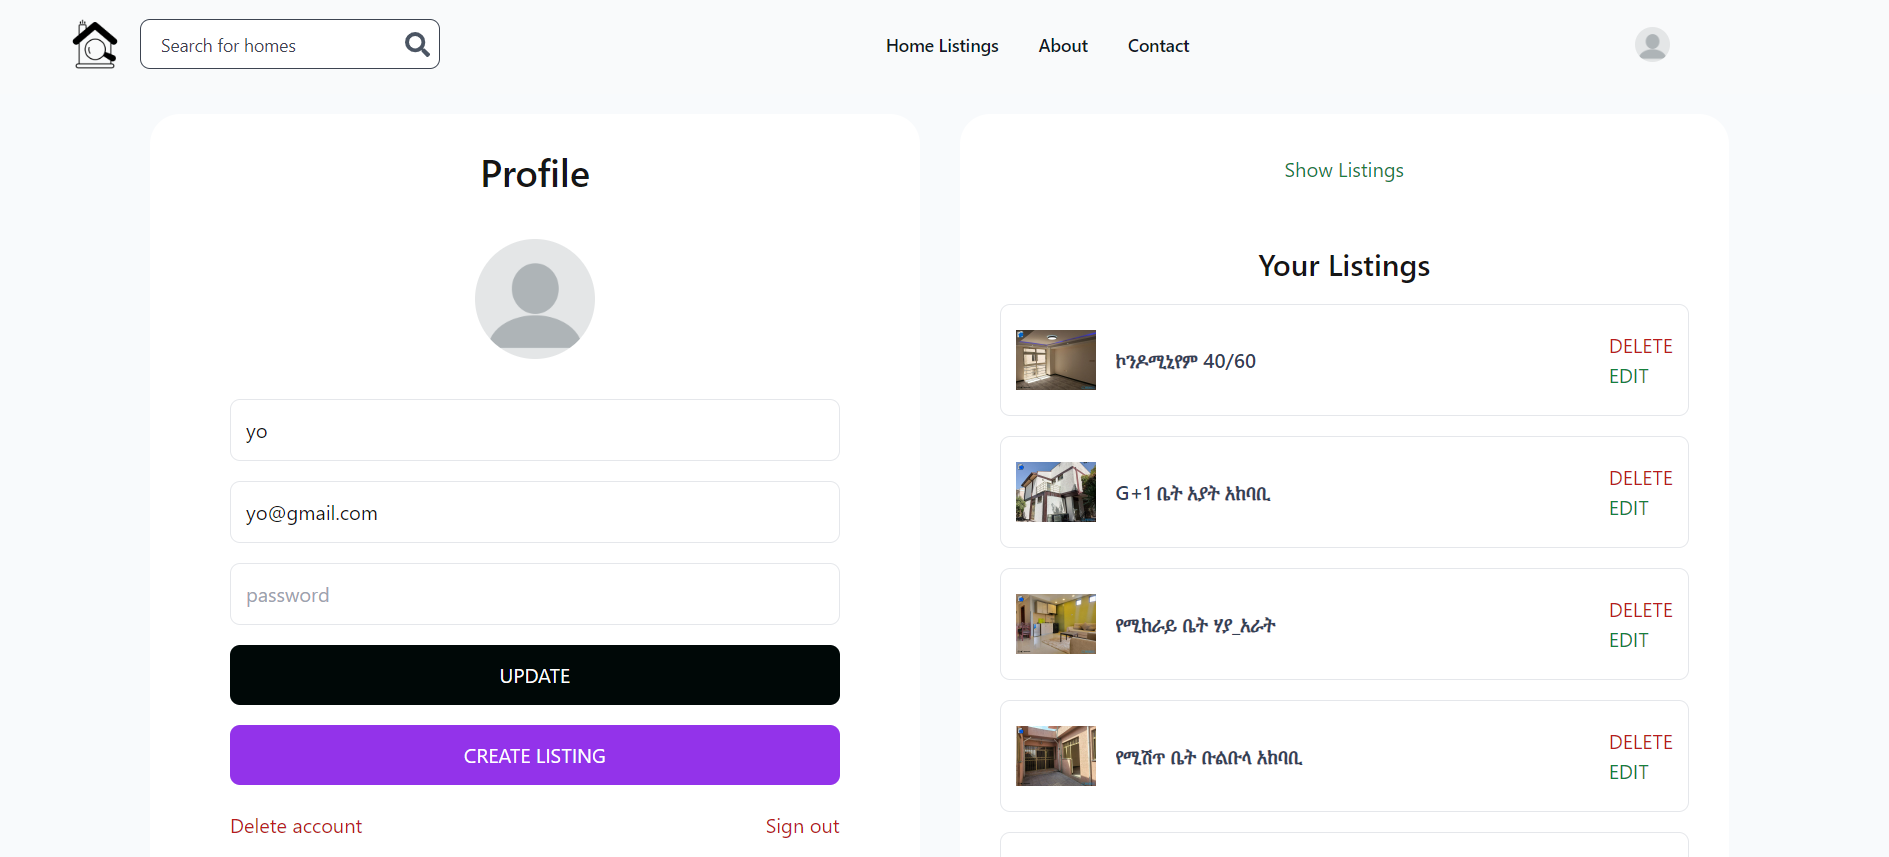 Search for homes
Home Listings
About
Contact
Profile
yo
yo@gmail.com
password
UPDATE
CREATE LISTING
Delete account
Sign out
Show Listings
Your Listings
ኮንዶሚኒየም 40/60
DELETE
EDIT
G+1 ቤት አያት አከባቢ
DELETE
EDIT
የሚከራይ ቤት ሃያ_አራት
DELETE
EDIT
የሚሸጥ ቤት ቡልቡላ አከባቢ
DELETE
EDIT